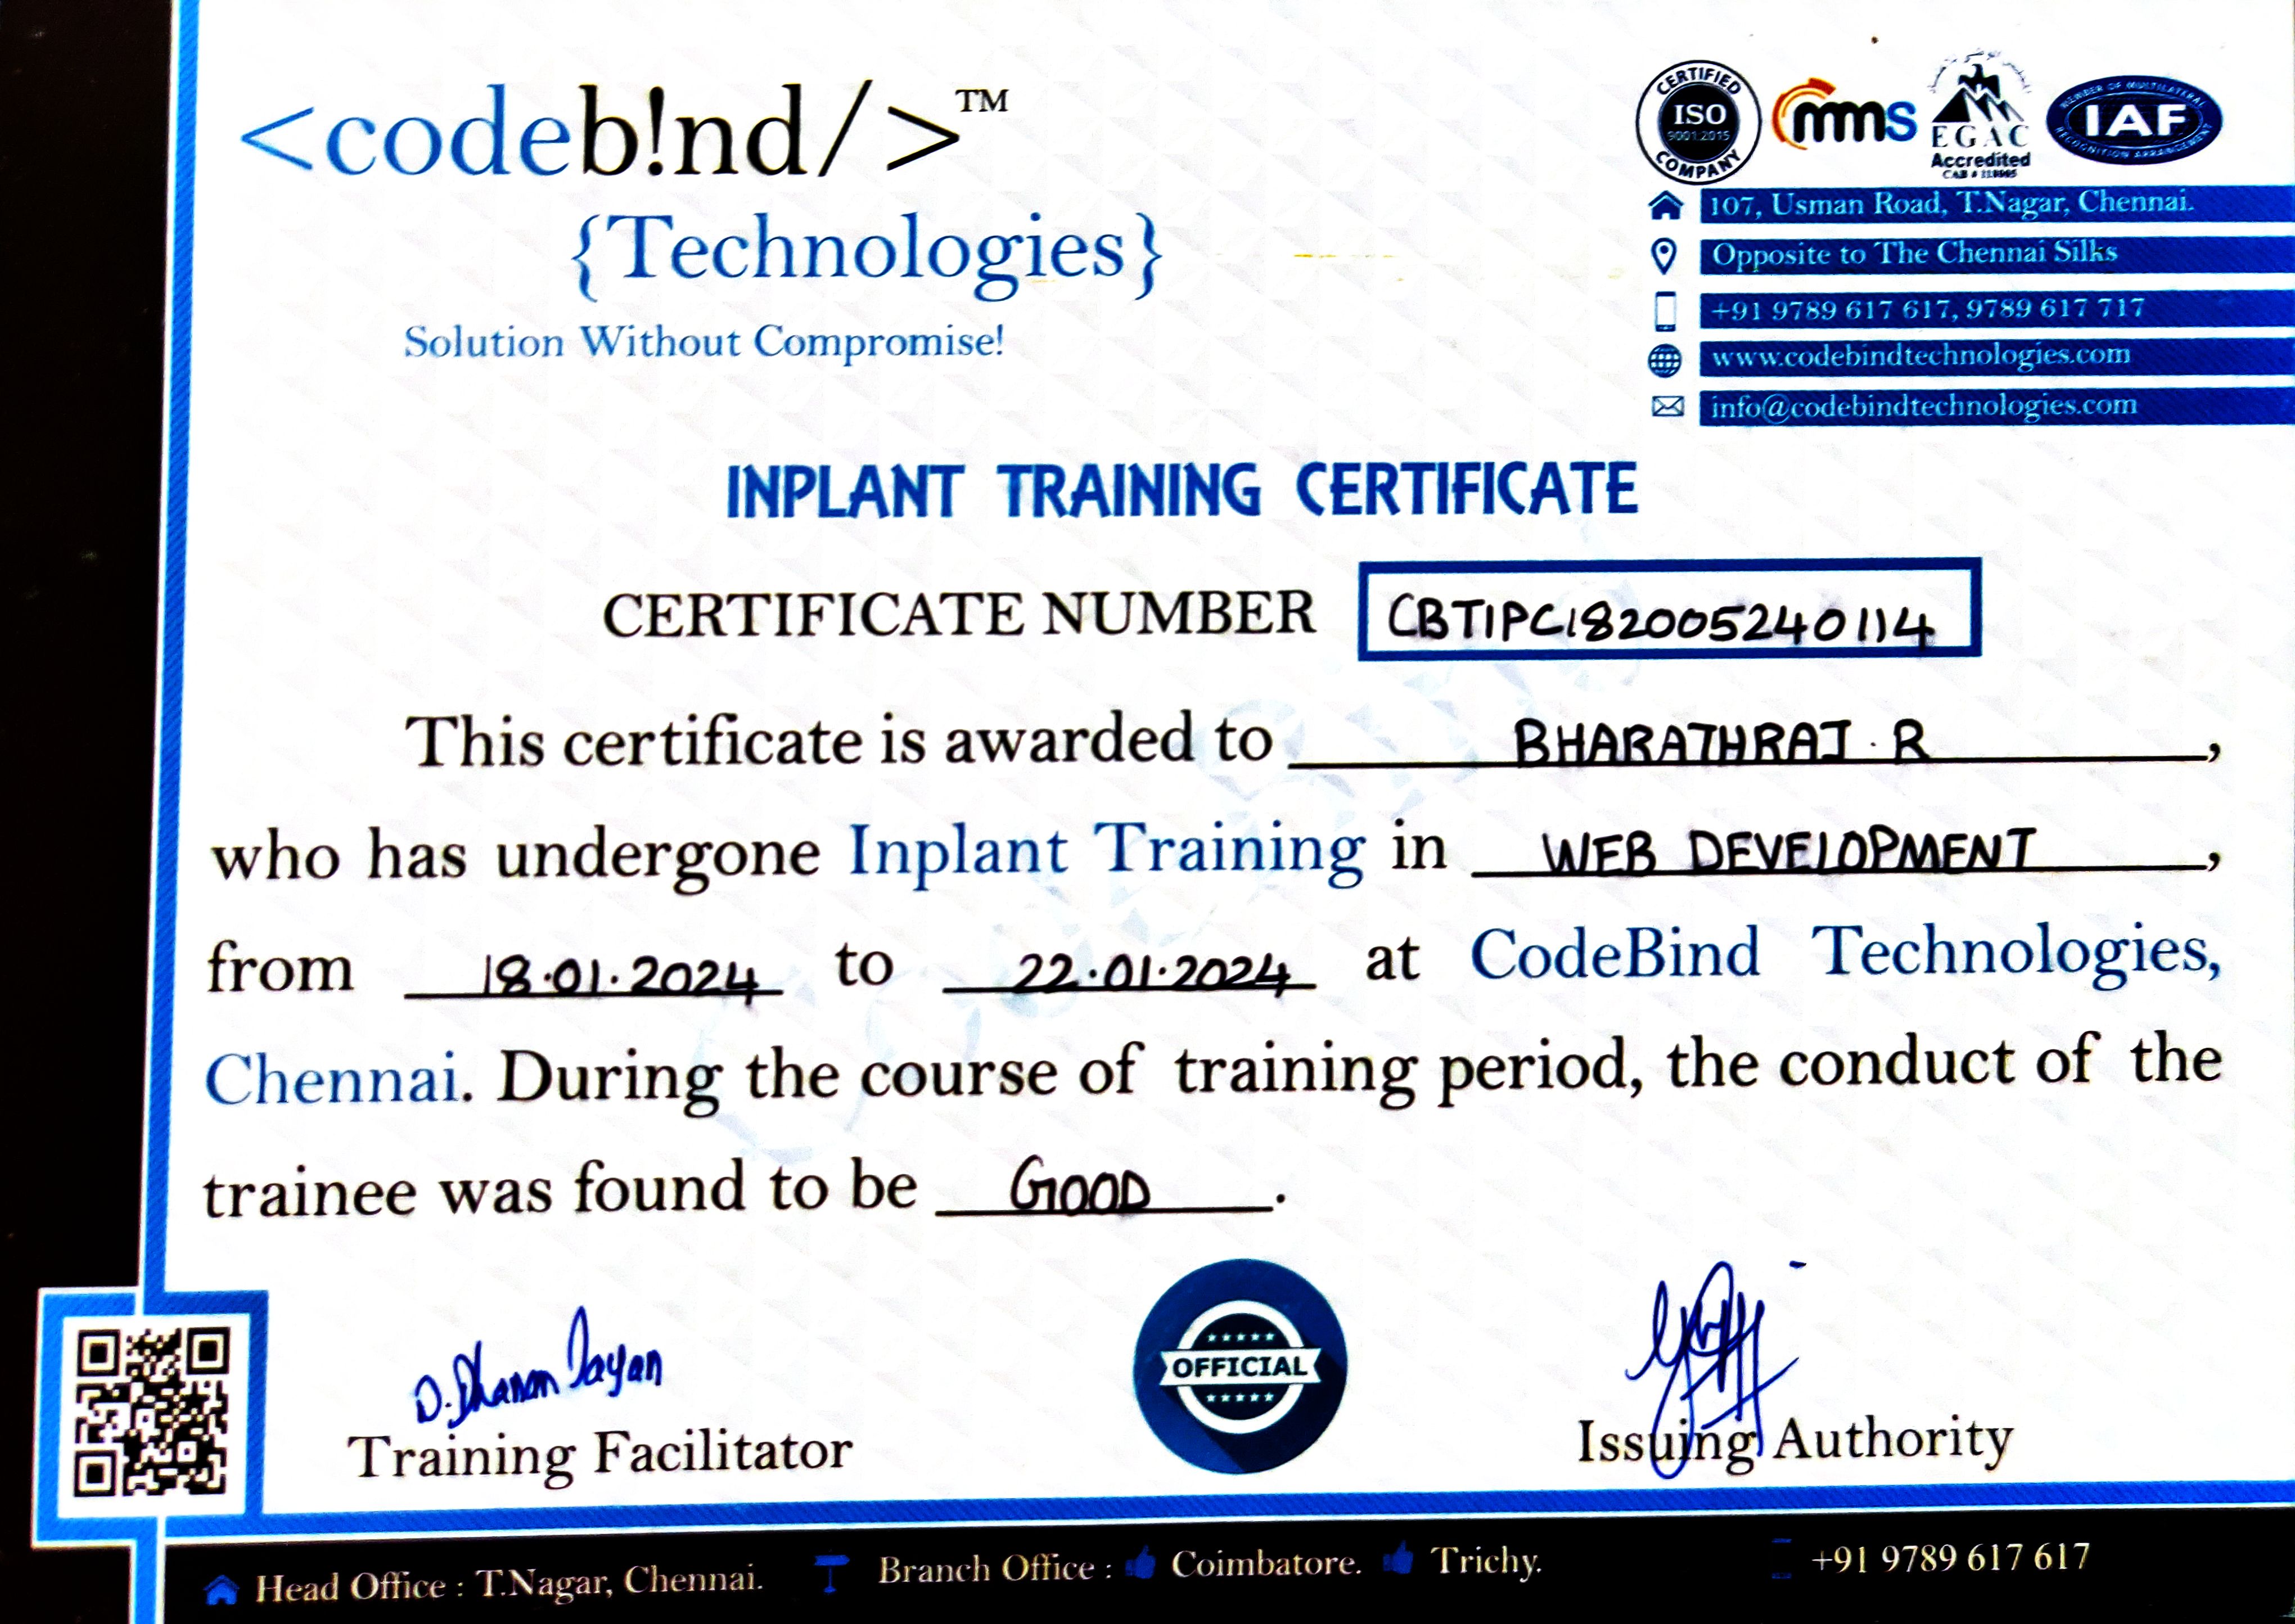 <codeb!nd/>™
{Technologies}
Solution Without Compromise!
CERTIFIED
ISO
9001:2015
COMPANY
mms
EGAC
Accredited
IAF
107, Usman Road, T.Nagar, Chennai.
Opposite to The Chennai Silks
+91 9789 617 617, 9789 617 717
www.codebindtechnologies.com
info@codebindtechnologies.com
INPLANT TRAINING CERTIFICATE
CERTIFICATE NUMBER CBTIPC182005240114
This certificate is awarded to BHARATHRAJ . R ,
who has undergone Inplant Training in WEB DEVELOPMENT ,
from 18.01.2024 to 22.01.2024 at CodeBind Technologies,
Chennai. During the course of training period, the conduct of the
trainee was found to be GOOD .
OFFICIAL
Training Facilitator
Issuing Authority
Head Office : T.Nagar, Chennai. Branch Office : Coimbatore. Trichy. +91 9789 617 617